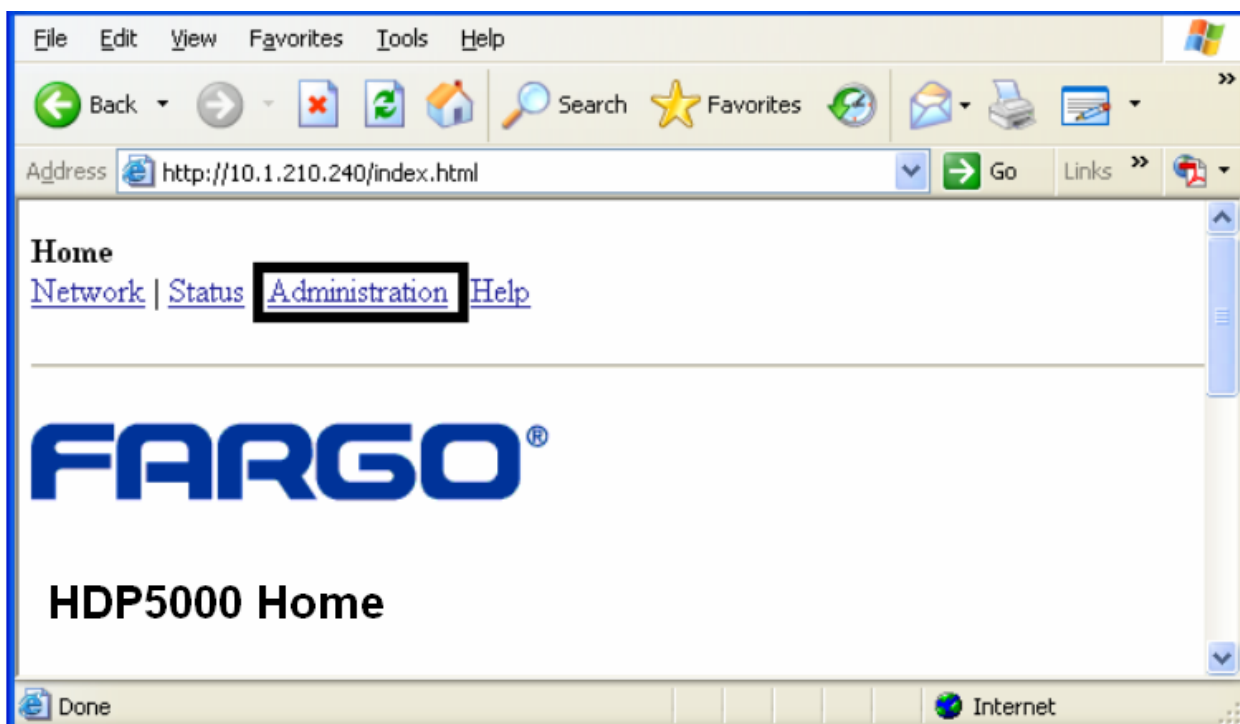 File Edit View Favorites Tools Help
Back Search Favorites »
Address http://10.1.210.240/index.html Go Links »
Home
Network | Status Administration Help
FARGO®
HDP5000 Home
Done Internet